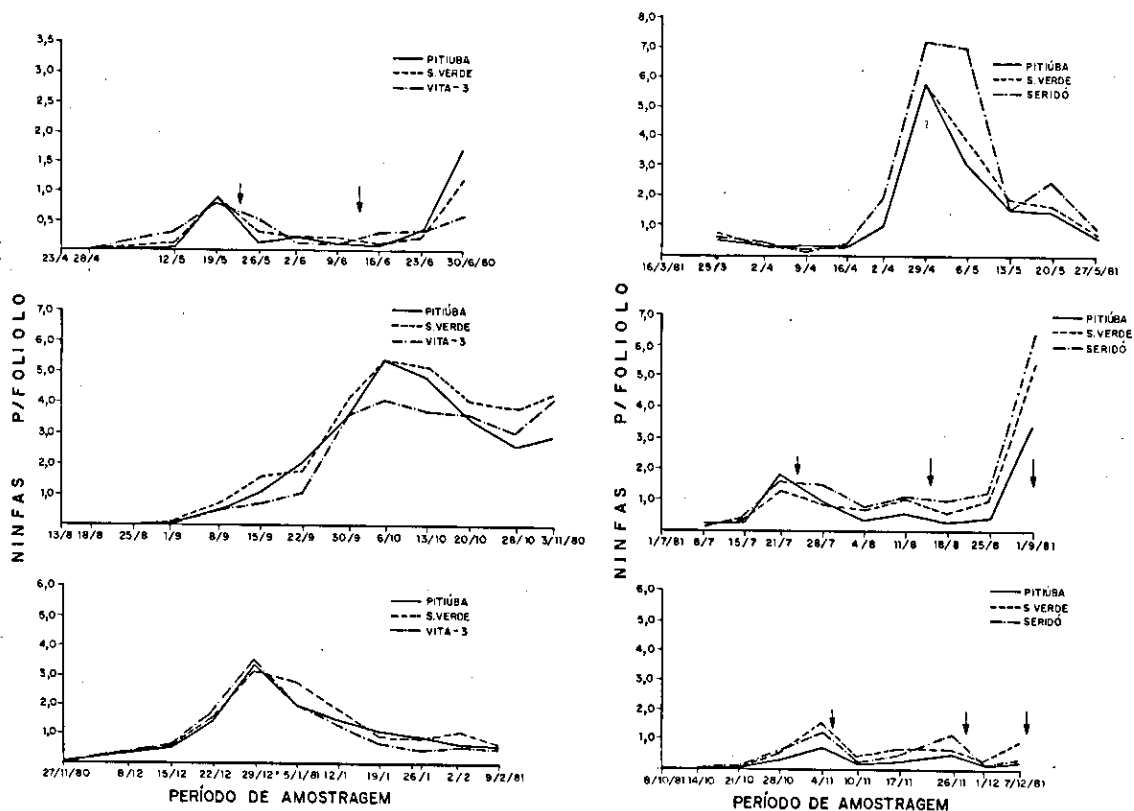 3,5
3,0
2,5
2,0
1,5
1,0
0,5
PITIUBA
S.VERDE
VITA-3
23/4 28/4 12/5 19/5 26/5 2/6 9/6 16/6 23/6 30/6/80
7,0
6,0
5,0
4,0
3,0
2,0
1,0
PITIÚBA
S.VERDE
VITA-3
13/8 18/8 25/8 1/9 8/9 15/9 22/9 30/9 6/10 13/10 20/10 28/10 3/11/80
6,0
5,0
4,0
3,0
2,0
1,0
PITIÚBA
S.VERDE
VITA-3
27/11/80 8/12 15/12 22/12 29/12 5/1/81 12/1 19/1 26/1 2/2 9/2/81
NINFAS P/FOLIOLO
PERÍODO DE AMOSTRAGEM
8,0
7,0
6,0
5,0
4,0
3,0
2,0
1,0
PITIÚBA
S.VERDE
SERIDÓ
16/3/81 25/3 2/4 9/4 16/4 2/4 29/4 6/5 13/5 20/5 27/5/81
7,0
6,0
5,0
4,0
3,0
2,0
1,0
PITIÚBA
S.VERDE
SERIDÓ
1/7/81 6/7 15/7 21/7 28/7 4/8 11/8 18/8 25/8 1/9/81
6,0
5,0
4,0
3,0
2,0
1,0
PITIÚBA
S.VERDE
SERIDÓ
8/10/81 14/10 21/10 28/10 4/11 10/11 17/11 26/11 1/12 7/12/81
NINFAS P/FOLIOLO
PERÍODO DE AMOSTRAGEM